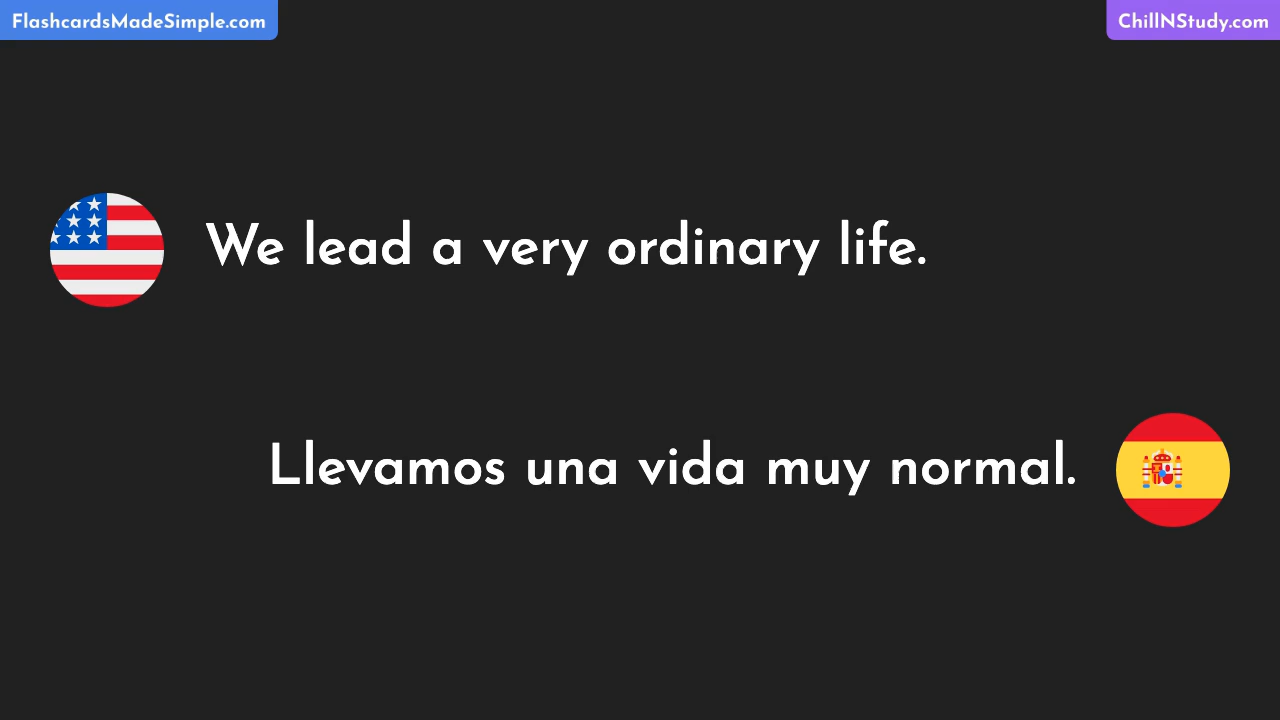 FlashcardsMadeSimple.com
ChillNStudy.com
We lead a very ordinary life.
Llevamos una vida muy normal.